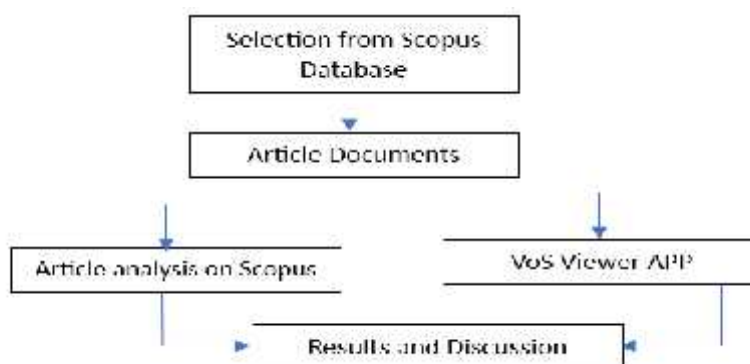 Selection from Scopus
Database
Article Documents
Article analysis on Scopus
VoS Viewer APP
Results and Discussion